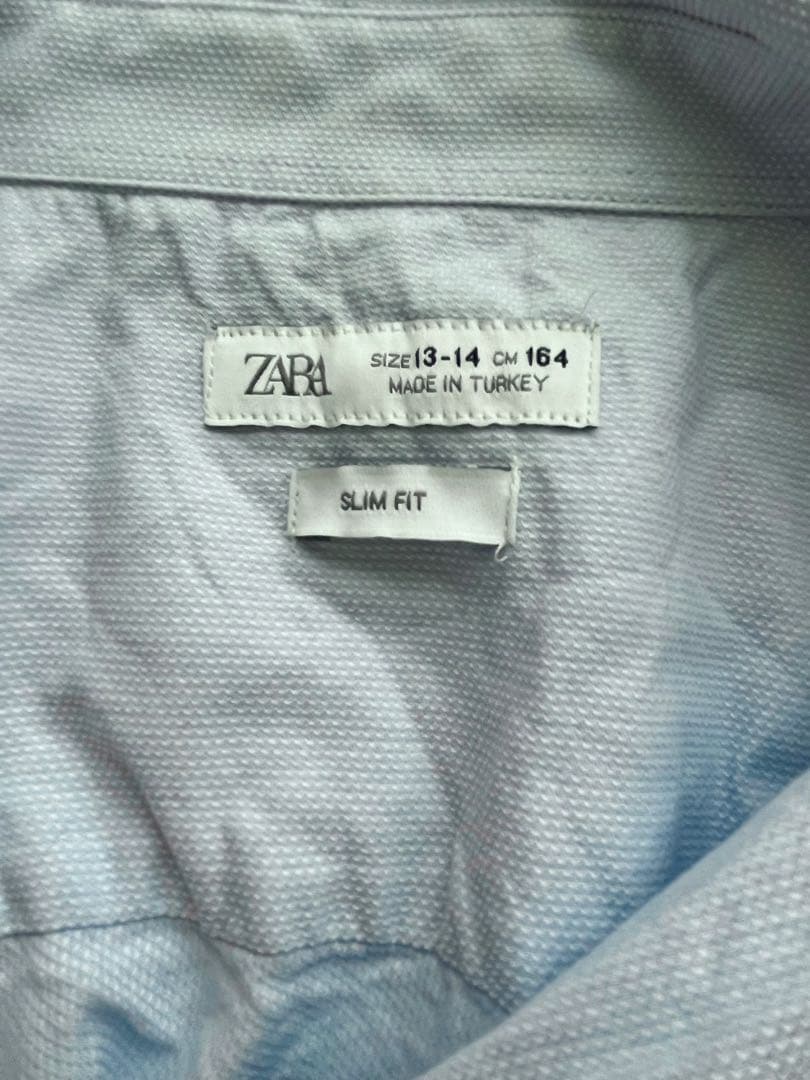 ZARA
SIZE 13-14 CM 164
MADE IN TURKEY
SLIM FIT